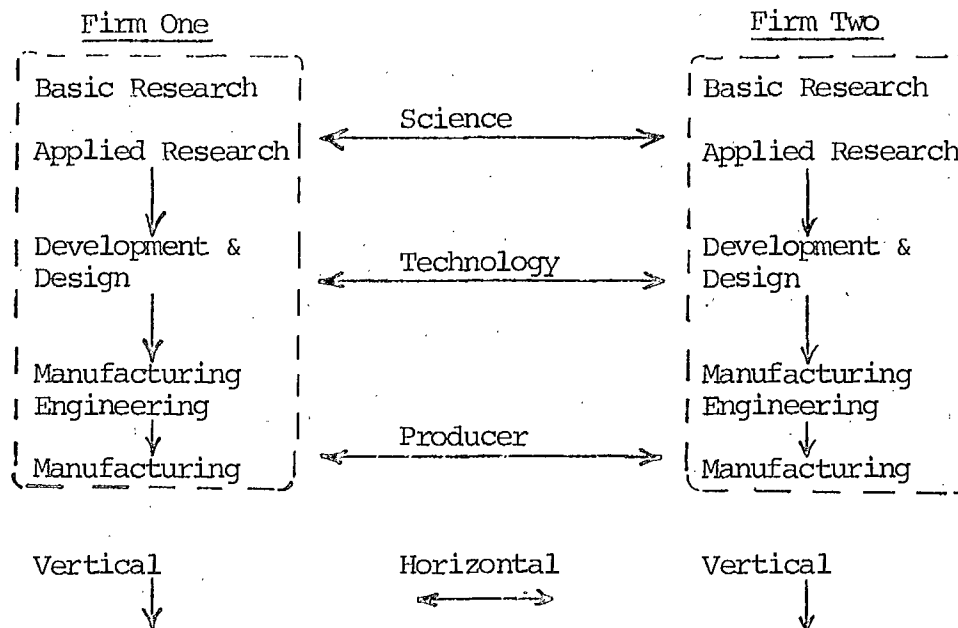 Firm One
Firm Two
Basic Research
Basic Research
Science
Applied Research
Applied Research
Development &
Design
Technology
Development &
Design
Manufacturing
Engineering
Manufacturing
Engineering
Producer
Manufacturing
Manufacturing
Vertical
Horizontal
Vertical